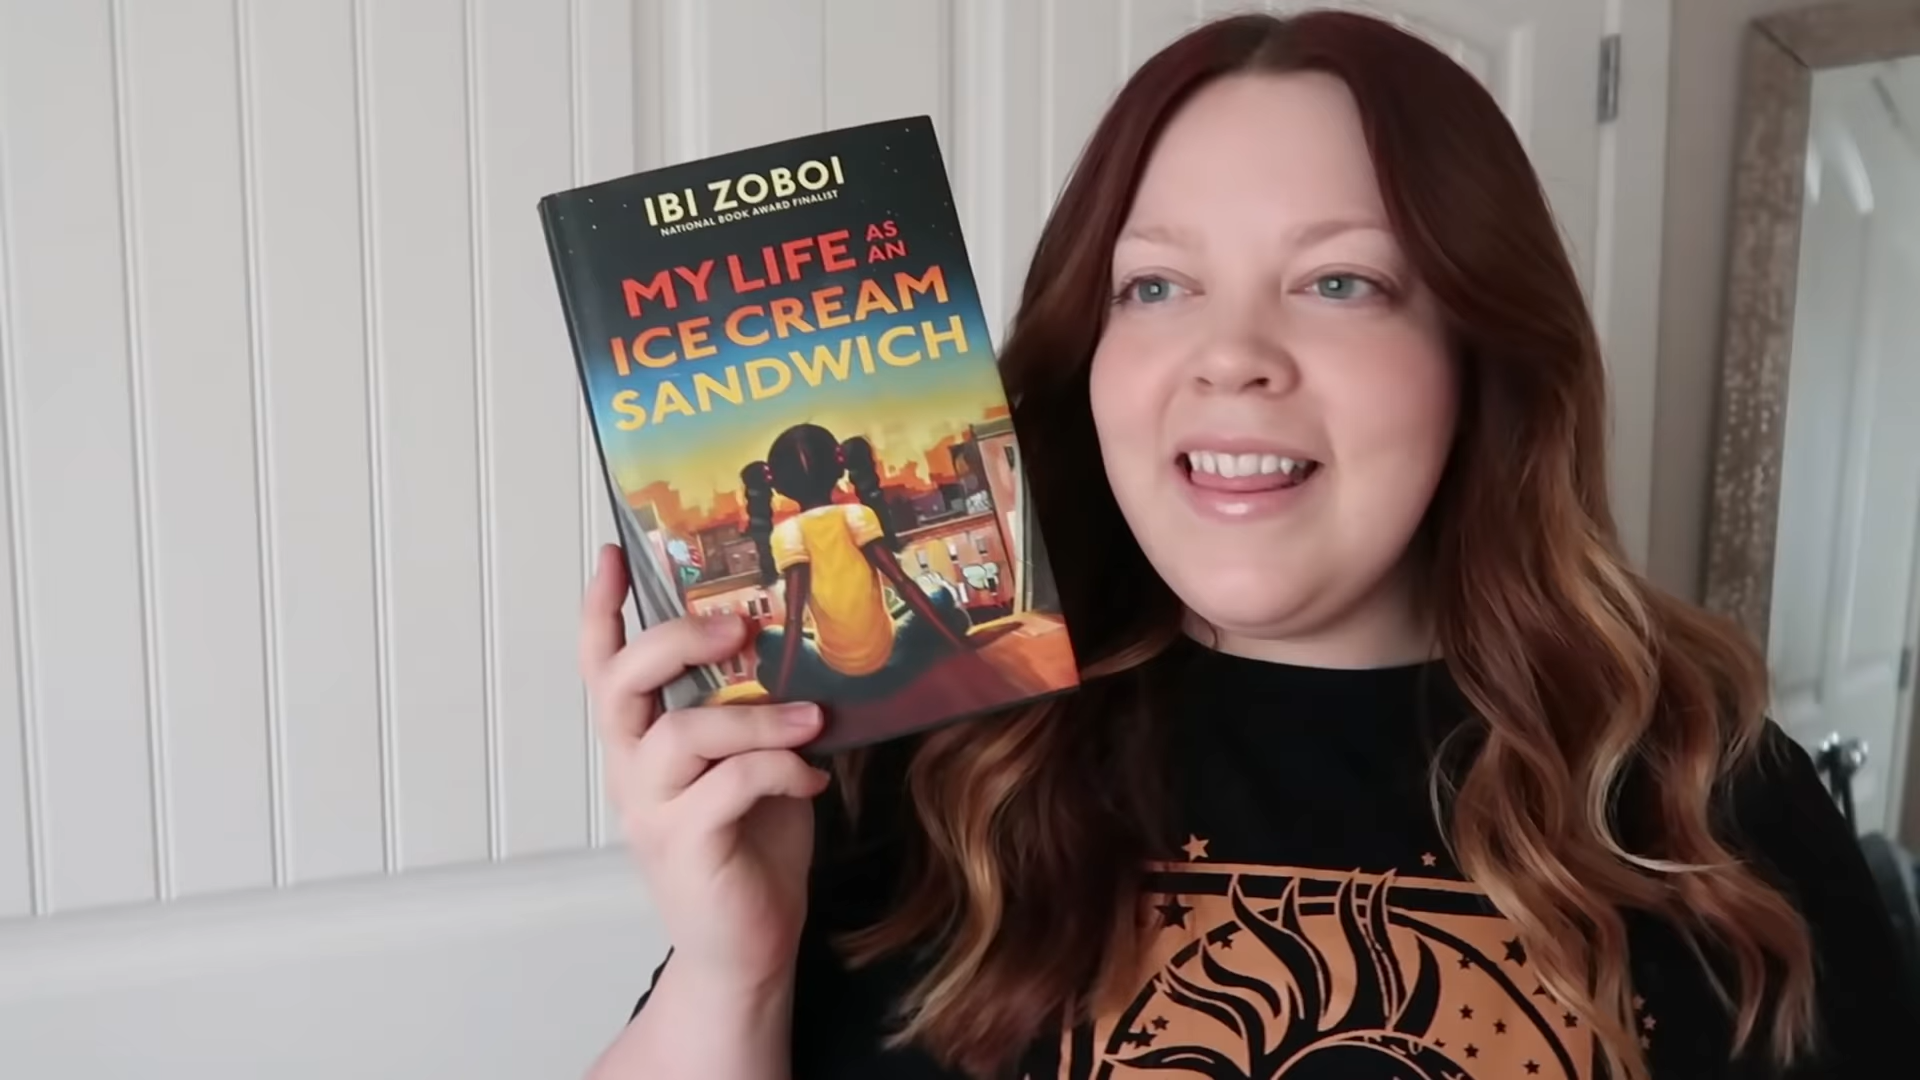 IBI ZOBOI
NATIONAL BOOK AWARD FINALIST
MY LIFE AS AN
ICE CREAM
SANDWICH